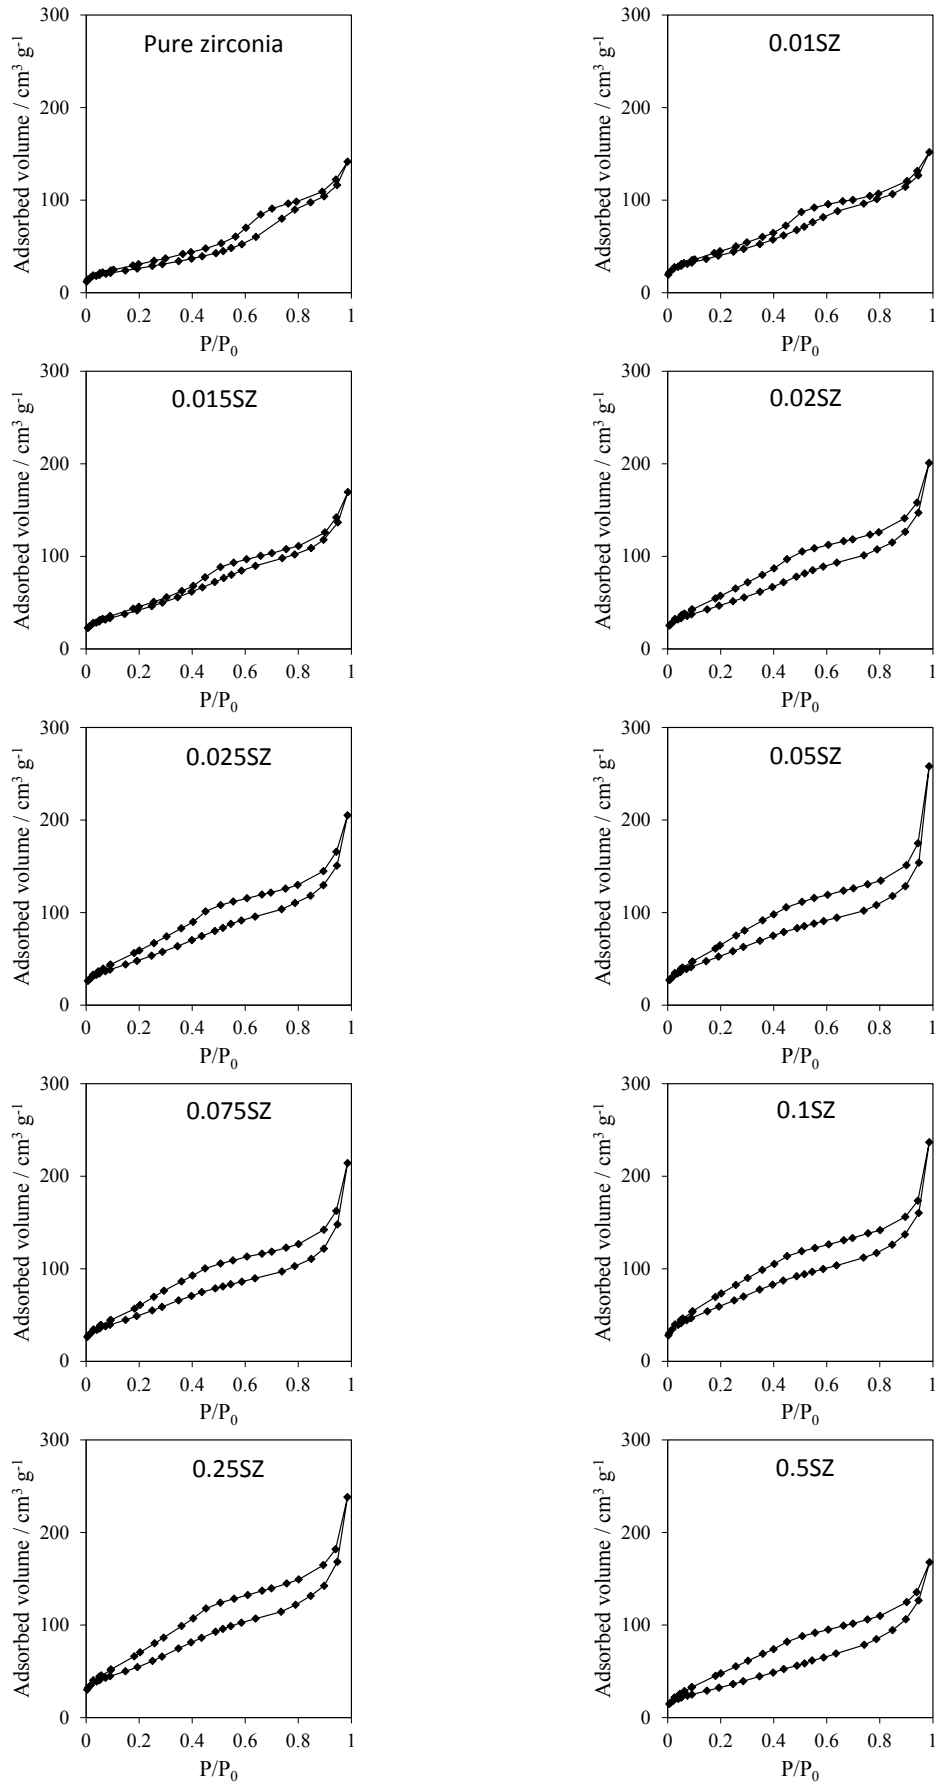 Pure zirconia
Adsorbed volume / cm³ g⁻¹
300
200
100
0
0 0.2 0.4 0.6 0.8 1
P/P₀
0.01SZ
Adsorbed volume / cm³ g⁻¹
300
200
100
0
0 0.2 0.4 0.6 0.8 1
P/P₀
0.015SZ
Adsorbed volume / cm³ g⁻¹
300
200
100
0
0 0.2 0.4 0.6 0.8 1
P/P₀
0.02SZ
Adsorbed volume / cm³ g⁻¹
300
200
100
0
0 0.2 0.4 0.6 0.8 1
P/P₀
0.025SZ
Adsorbed volume / cm³ g⁻¹
300
200
100
0
0 0.2 0.4 0.6 0.8 1
P/P₀
0.05SZ
Adsorbed volume / cm³ g⁻¹
300
200
100
0
0 0.2 0.4 0.6 0.8 1
P/P₀
0.075SZ
Adsorbed volume / cm³ g⁻¹
300
200
100
0
0 0.2 0.4 0.6 0.8 1
P/P₀
0.1SZ
Adsorbed volume / cm³ g⁻¹
300
200
100
0
0 0.2 0.4 0.6 0.8 1
P/P₀
0.25SZ
Adsorbed volume / cm³ g⁻¹
300
200
100
0
0 0.2 0.4 0.6 0.8 1
P/P₀
0.5SZ
Adsorbed volume / cm³ g⁻¹
300
200
100
0
0 0.2 0.4 0.6 0.8 1
P/P₀